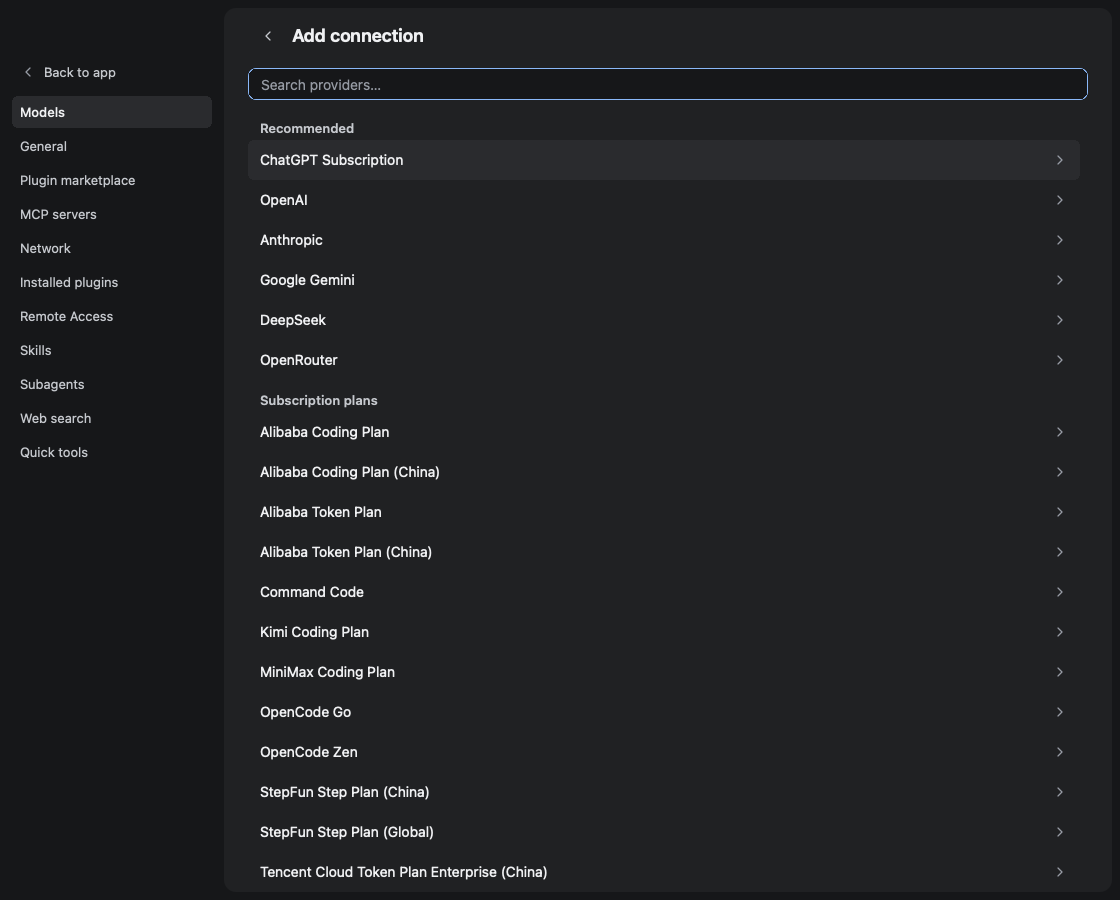 Add connection
Back to app
Models
General
Plugin marketplace
MCP servers
Network
Installed plugins
Remote Access
Skills
Subagents
Web search
Quick tools
Search providers...
Recommended
ChatGPT Subscription
OpenAI
Anthropic
Google Gemini
DeepSeek
OpenRouter
Subscription plans
Alibaba Coding Plan
Alibaba Coding Plan (China)
Alibaba Token Plan
Alibaba Token Plan (China)
Command Code
Kimi Coding Plan
MiniMax Coding Plan
OpenCode Go
OpenCode Zen
StepFun Step Plan (China)
StepFun Step Plan (Global)
Tencent Cloud Token Plan Enterprise (China)